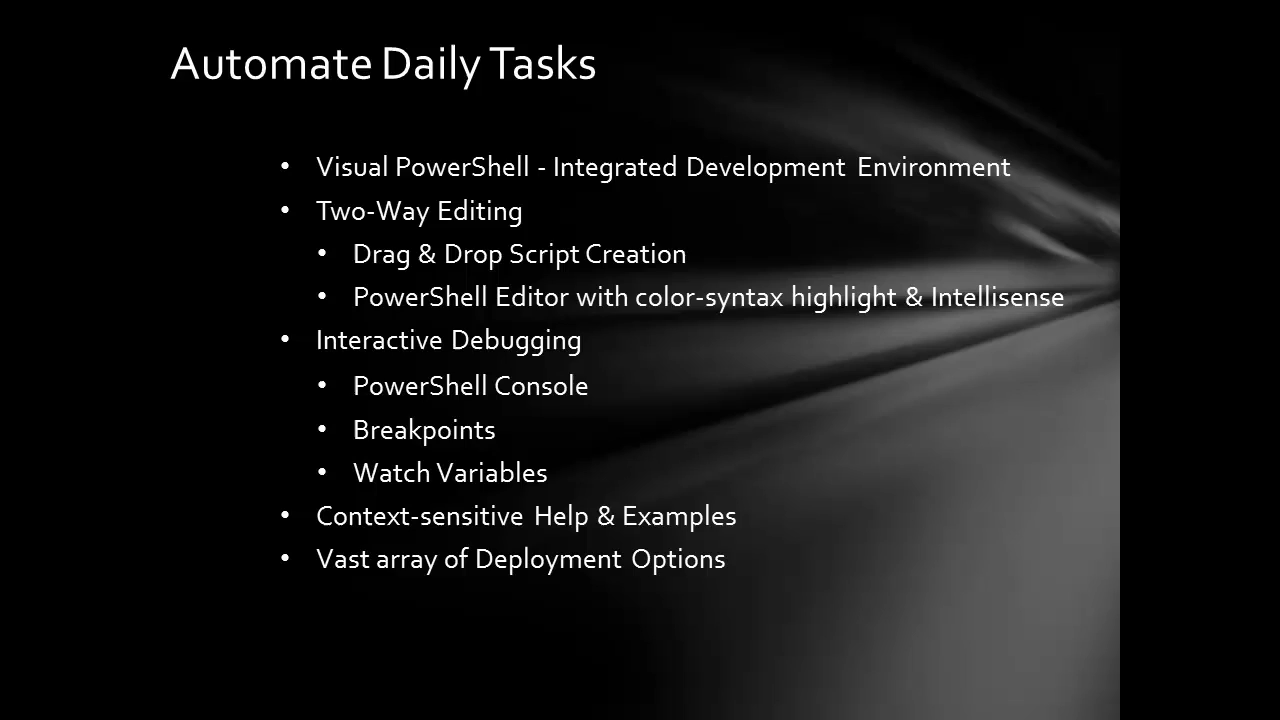 Automate Daily Tasks
• Visual PowerShell - Integrated Development Environment
• Two-Way Editing
• Drag & Drop Script Creation
• PowerShell Editor with color-syntax highlight & Intellisense
• Interactive Debugging
• PowerShell Console
• Breakpoints
• Watch Variables
• Context-sensitive Help & Examples
• Vast array of Deployment Options